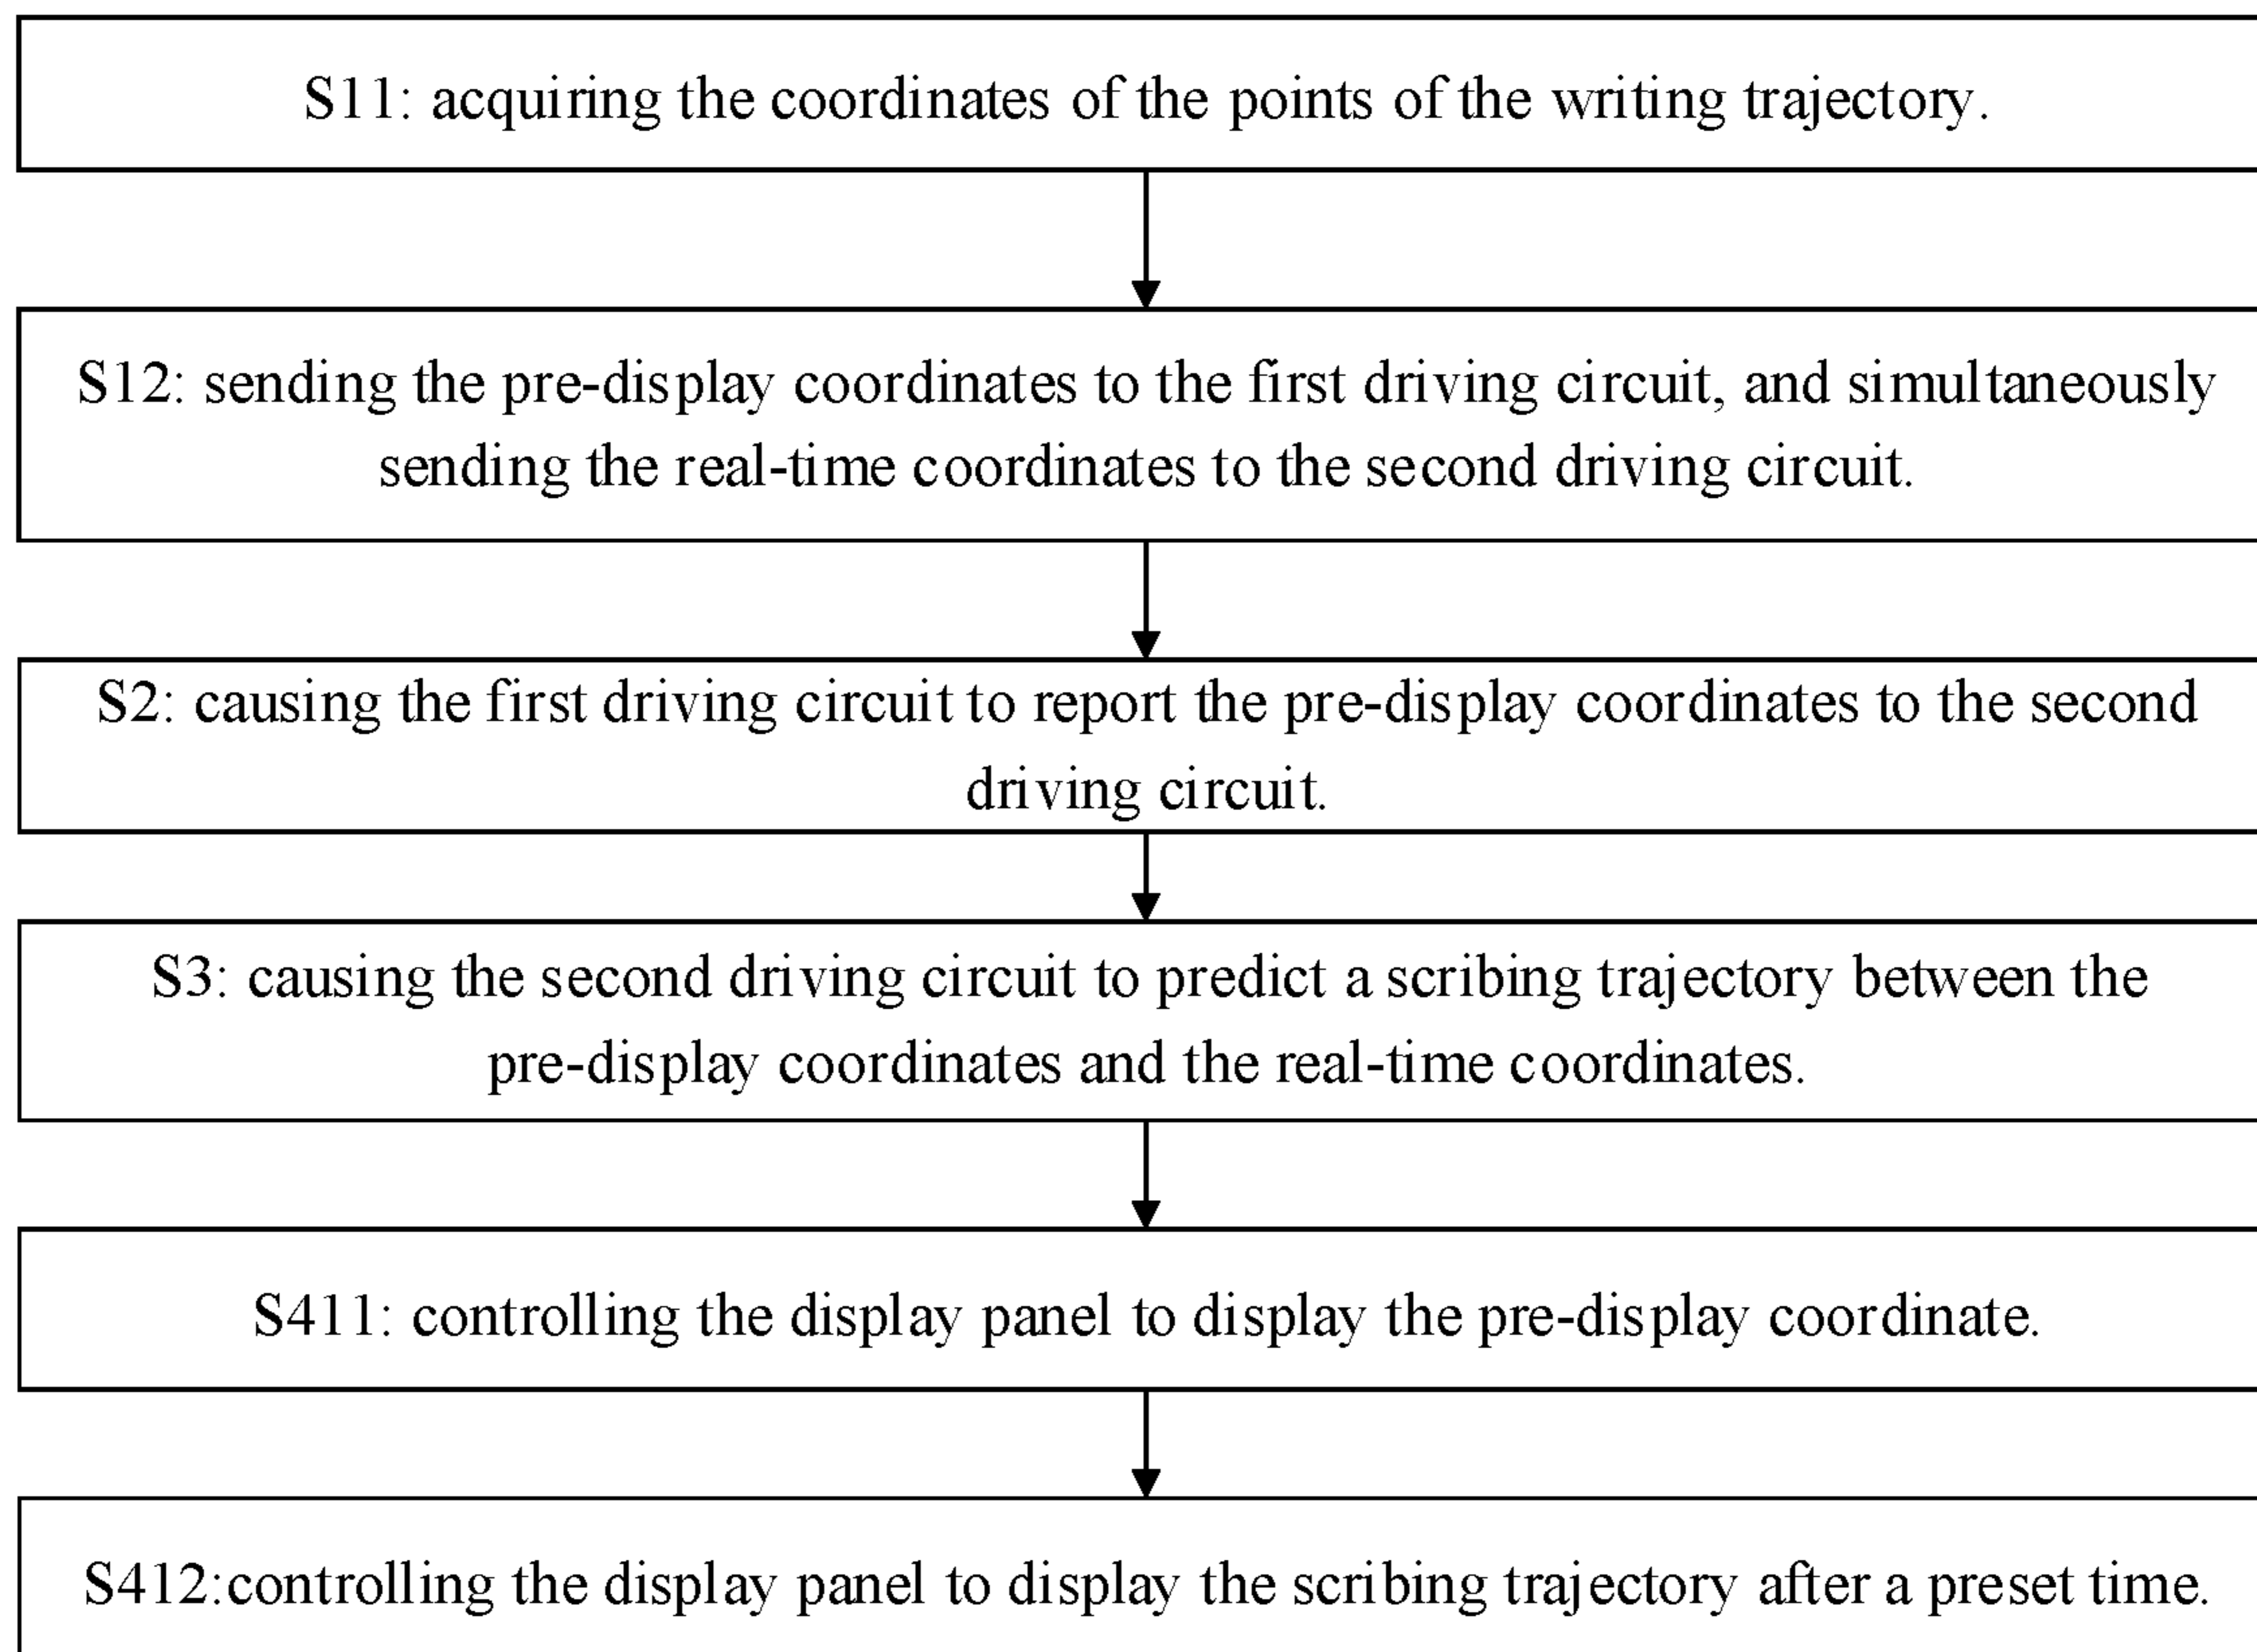 S11: acquiring the coordinates of the points of the writing trajectory.
S12: sending the pre-display coordinates to the first driving circuit, and simultaneously
sending the real-time coordinates to the second driving circuit.
S2: causing the first driving circuit to report the pre-display coordinates to the second
driving circuit.
S3: causing the second driving circuit to predict a scribing trajectory between the
pre-display coordinates and the real-time coordinates.
S411: controlling the display panel to display the pre-display coordinate.
S412:controlling the display panel to display the scribing trajectory after a preset time.